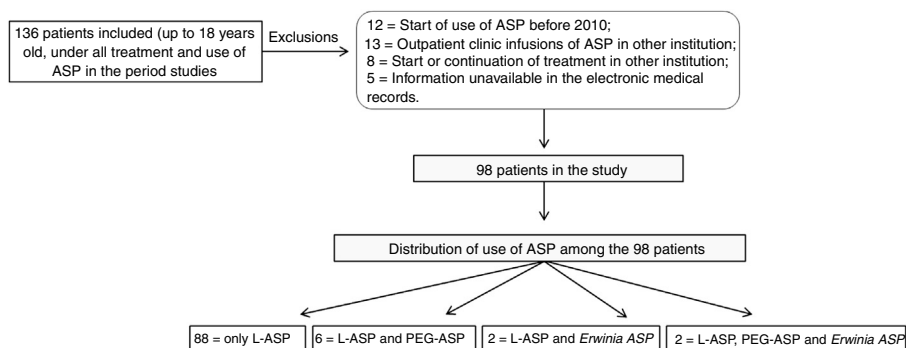 136 patients included (up to 18 years
old, under all treatment and use of
ASP in the period studies
Exclusions
12 = Start of use of ASP before 2010;
13 = Outpatient clinic infusions of ASP in other institution;
8 = Start or continuation of treatment in other institution;
5 = Information unavailable in the electronic medical
records.
98 patients in the study
Distribution of use of ASP among the 98 patients
88 = only L-ASP
6 = L-ASP and PEG-ASP
2 = L-ASP and Erwinia ASP
2 = L-ASP, PEG-ASP and Erwinia ASP